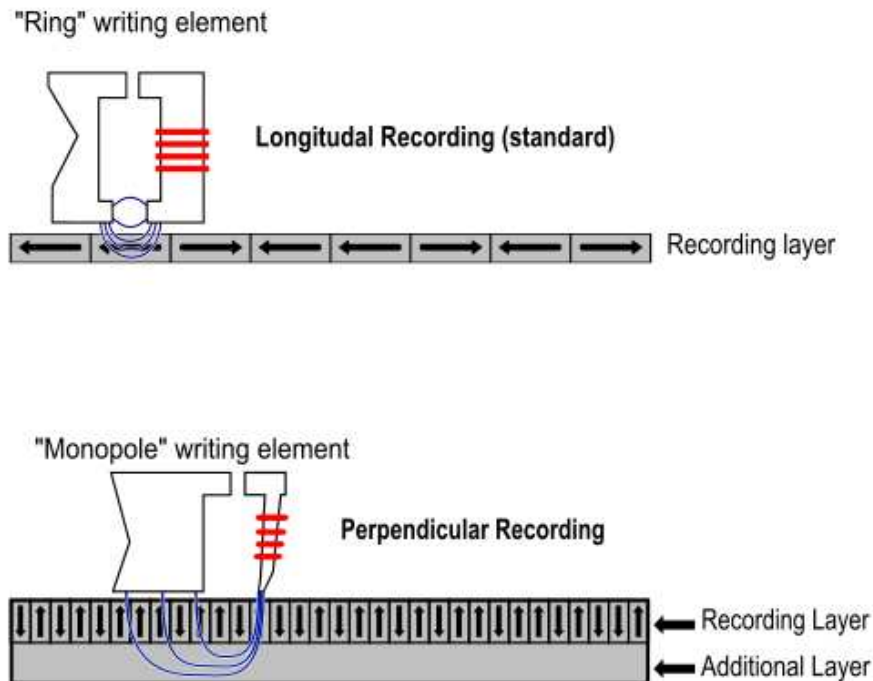 "Ring" writing element
Longitudal Recording (standard)
Recording layer
"Monopole" writing element
Perpendicular Recording
Recording Layer
Additional Layer